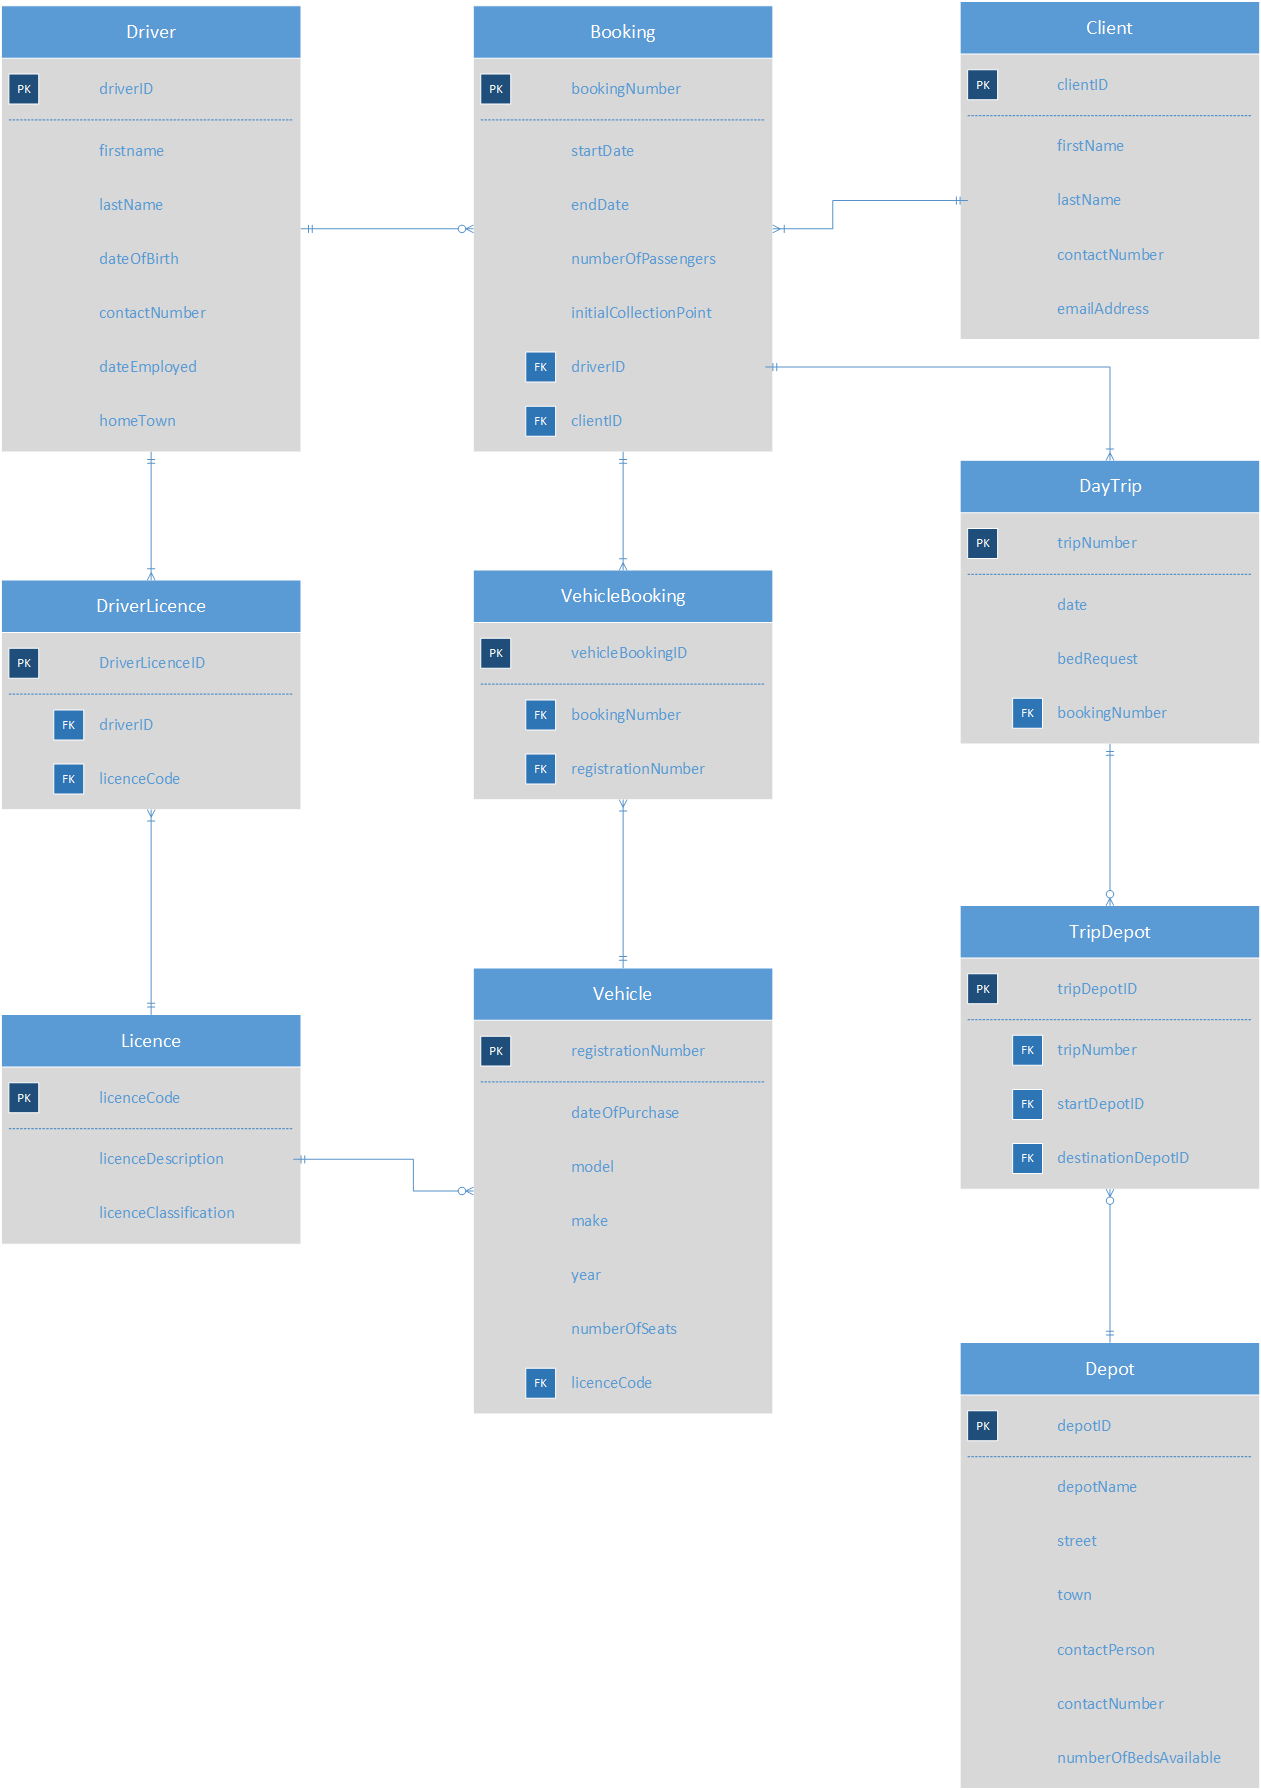 Driver
PK driverID
firstname
lastName
dateOfBirth
contactNumber
dateEmployed
homeTown
Booking
PK bookingNumber
startDate
endDate
numberOfPassengers
initialCollectionPoint
FK driverID
FK clientID
Client
PK clientID
firstName
lastName
contactNumber
emailAddress
DriverLicence
PK DriverLicenceID
FK driverID
FK licenceCode
VehicleBooking
PK vehicleBookingID
FK bookingNumber
FK registrationNumber
DayTrip
PK tripNumber
date
bedRequest
FK bookingNumber
Licence
PK licenceCode
licenceDescription
licenceClassification
Vehicle
PK registrationNumber
dateOfPurchase
model
make
year
numberOfSeats
FK licenceCode
TripDepot
PK tripDepotID
FK tripNumber
FK startDepotID
FK destinationDepotID
Depot
PK depotID
depotName
street
town
contactPerson
contactNumber
numberOfBedsAvailable